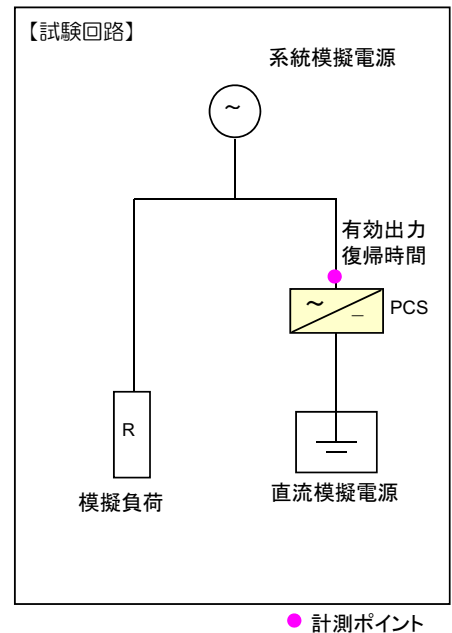 【試験回路】
系統模擬電源
~
有効出力
復帰時間
~
PCS
R
模擬負荷
直流模擬電源
計測ポイント